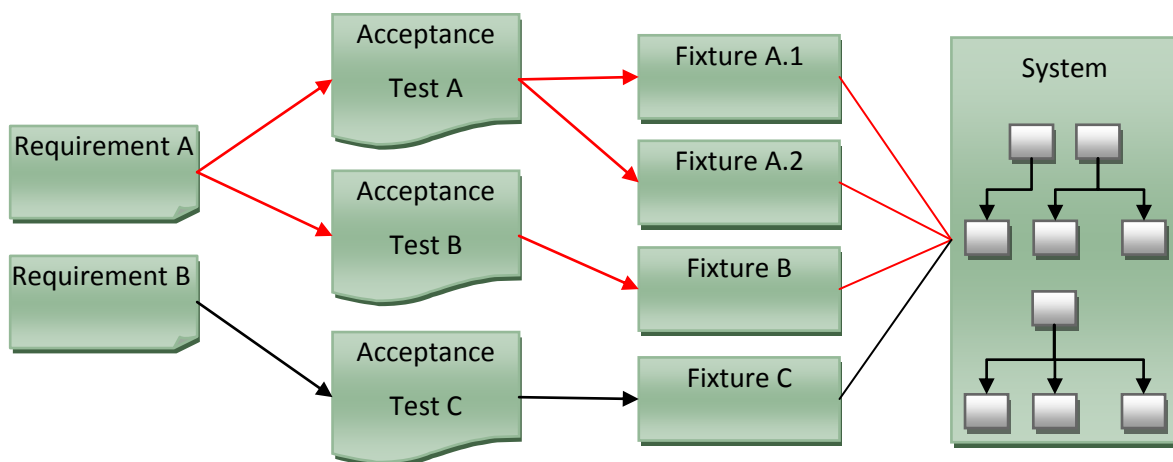 Requirement A
Requirement B
Acceptance
Test A
Acceptance
Test B
Acceptance
Test C
Fixture A.1
Fixture A.2
Fixture B
Fixture C
System